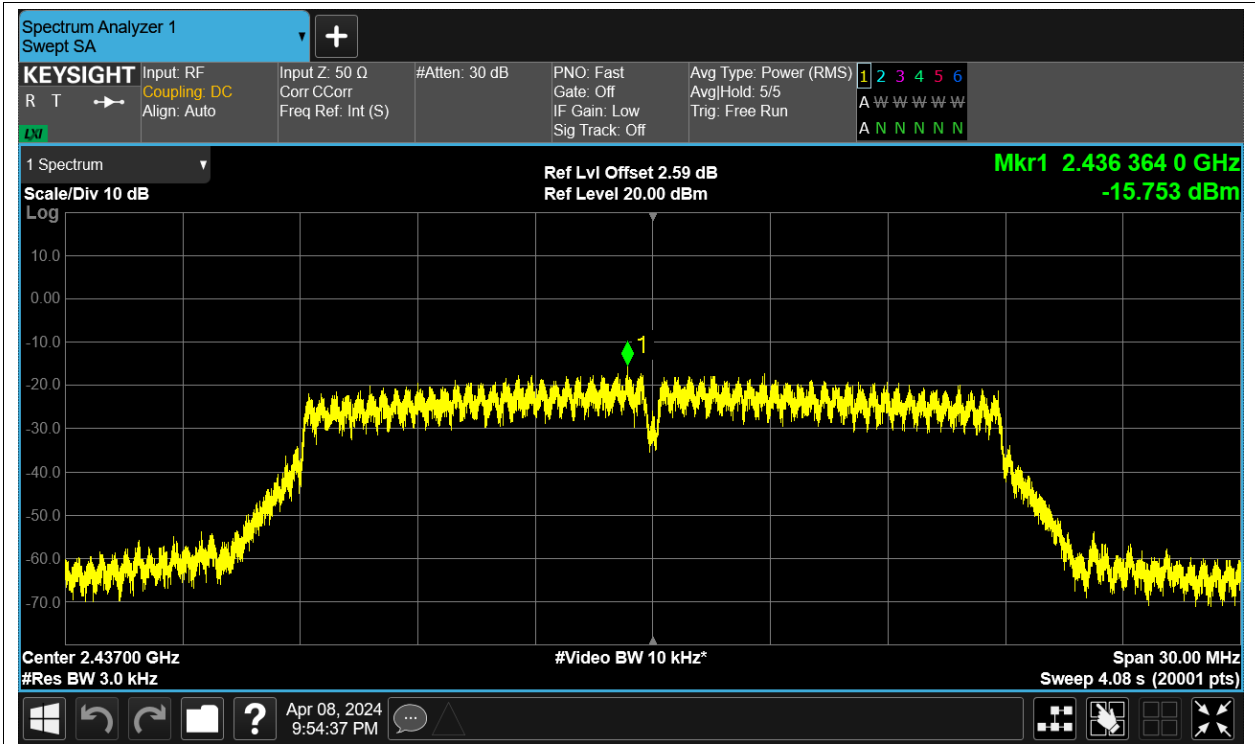 Spectrum Analyzer 1
Swept SA
+
KEYSIGHT
R T
LXI
Input: RF
Coupling: DC
Align: Auto
Input Z: 50 Ω
Corr CCorr
Freq Ref: Int (S)
#Atten: 30 dB
PNO: Fast
Gate: Off
IF Gain: Low
Sig Track: Off
Avg Type: Power (RMS)
Avg|Hold: 5/5
Trig: Free Run
1 2 3 4 5 6
A W W W W W
A N N N N N
1 Spectrum
Scale/Div 10 dB
Log
Ref Lvl Offset 2.59 dB
Ref Level 20.00 dBm
Mkr1 2.436 364 0 GHz
-15.753 dBm
10.0
0.00
-10.0
-20.0
-30.0
-40.0
-50.0
-60.0
-70.0
1
Center 2.43700 GHz
#Res BW 3.0 kHz
#Video BW 10 kHz*
Span 30.00 MHz
Sweep 4.08 s (20001 pts)
?
Apr 08, 2024
9:54:37 PM